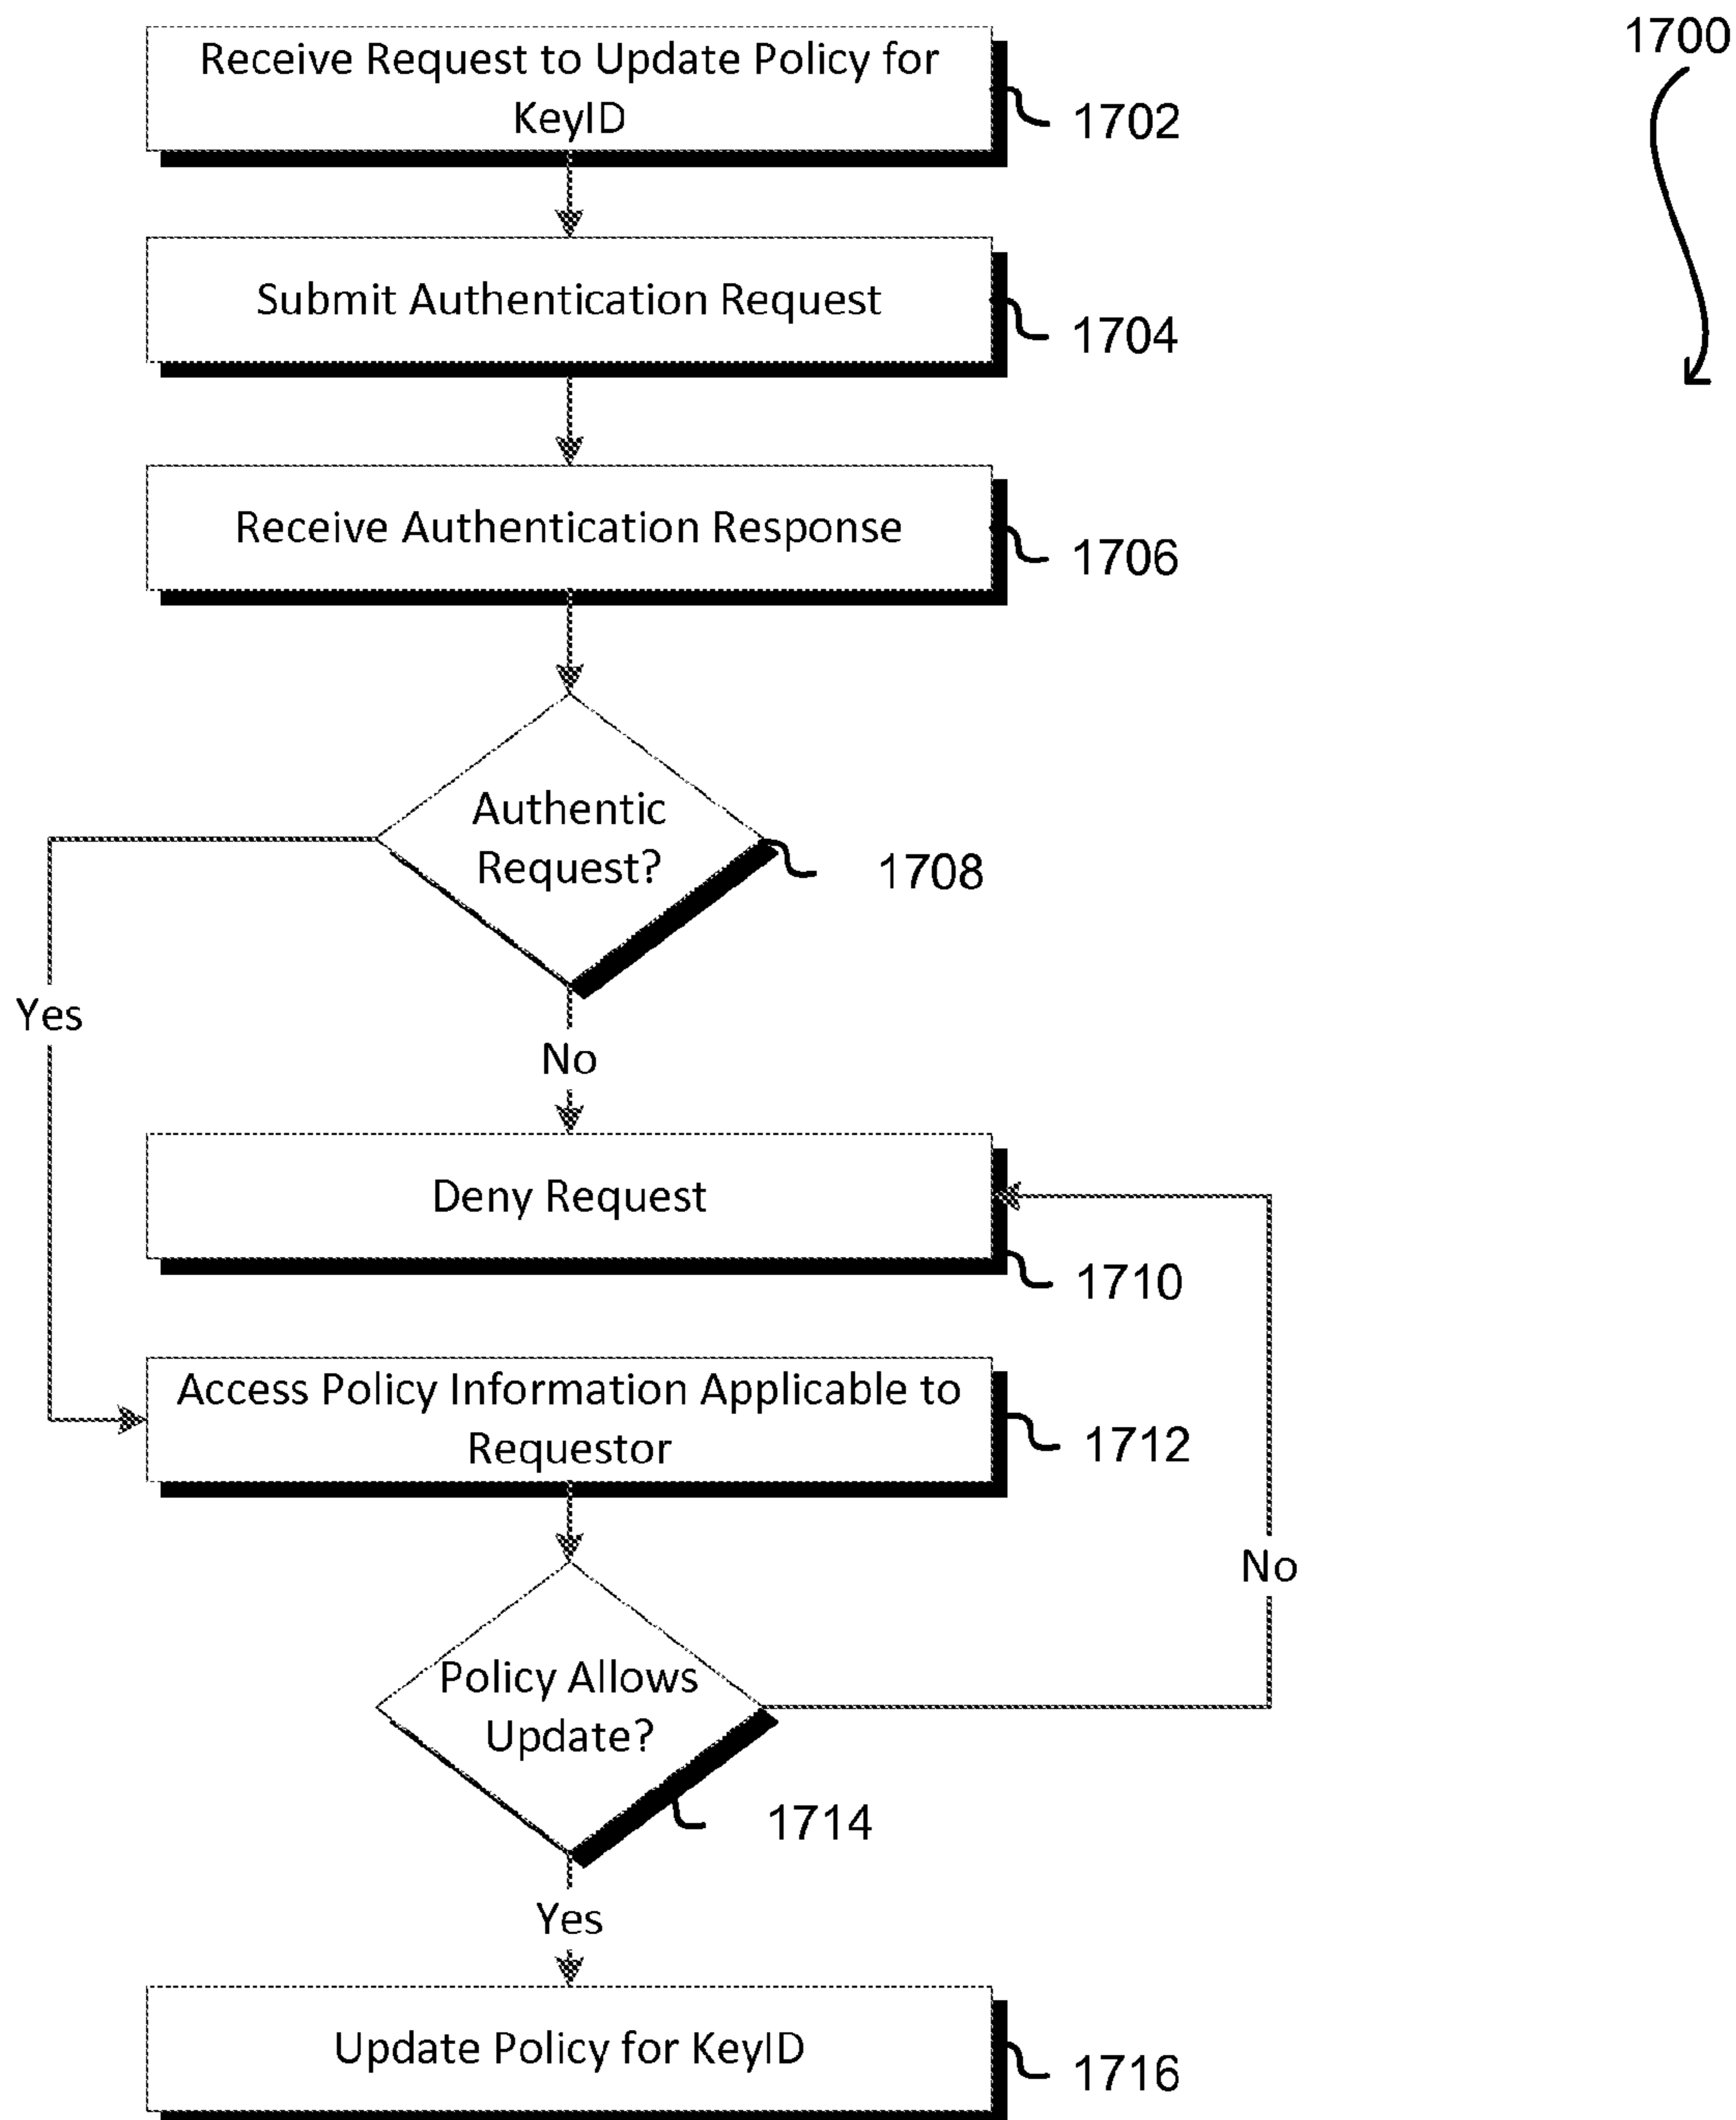 1700
Receive Request to Update Policy for
KeyID
1702
Submit Authentication Request
1704
Receive Authentication Response
1706
Authentic
Request?
1708
Yes
No
Deny Request
1710
Access Policy Information Applicable to
Requestor
1712
No
Policy Allows
Update?
1714
Yes
Update Policy for KeyID
1716